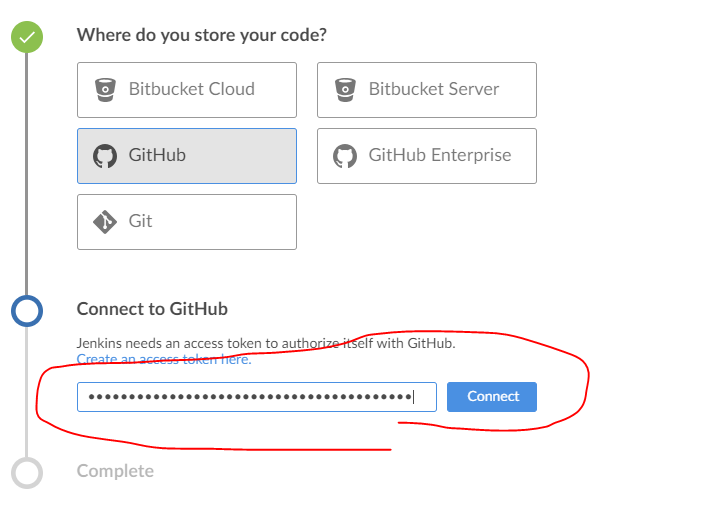 Where do you store your code?
Bitbucket Cloud
Bitbucket Server
GitHub
GitHub Enterprise
Git
Connect to GitHub
Jenkins needs an access token to authorize itself with GitHub.
Create an access token here.
Connect
Complete